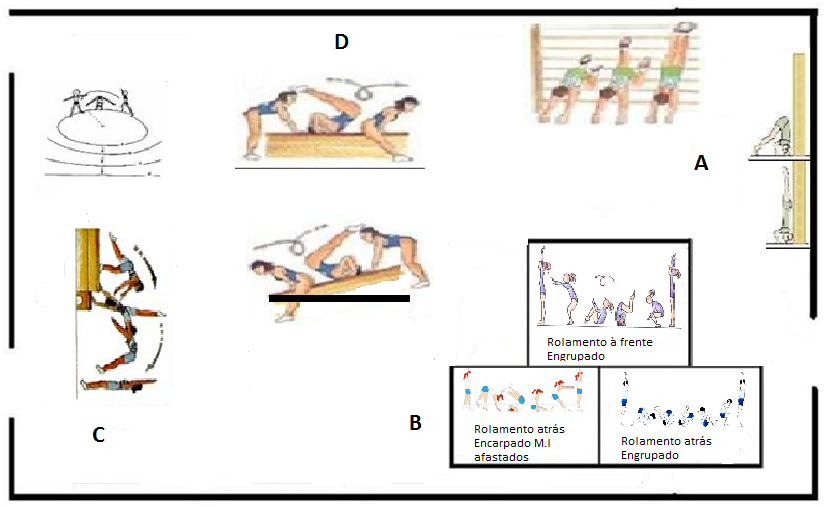 D
A
Rolamento à frente
Engrupado
Rolamento atrás
Encarpado M.I
afastados
Rolamento atrás
Engrupado
B
C